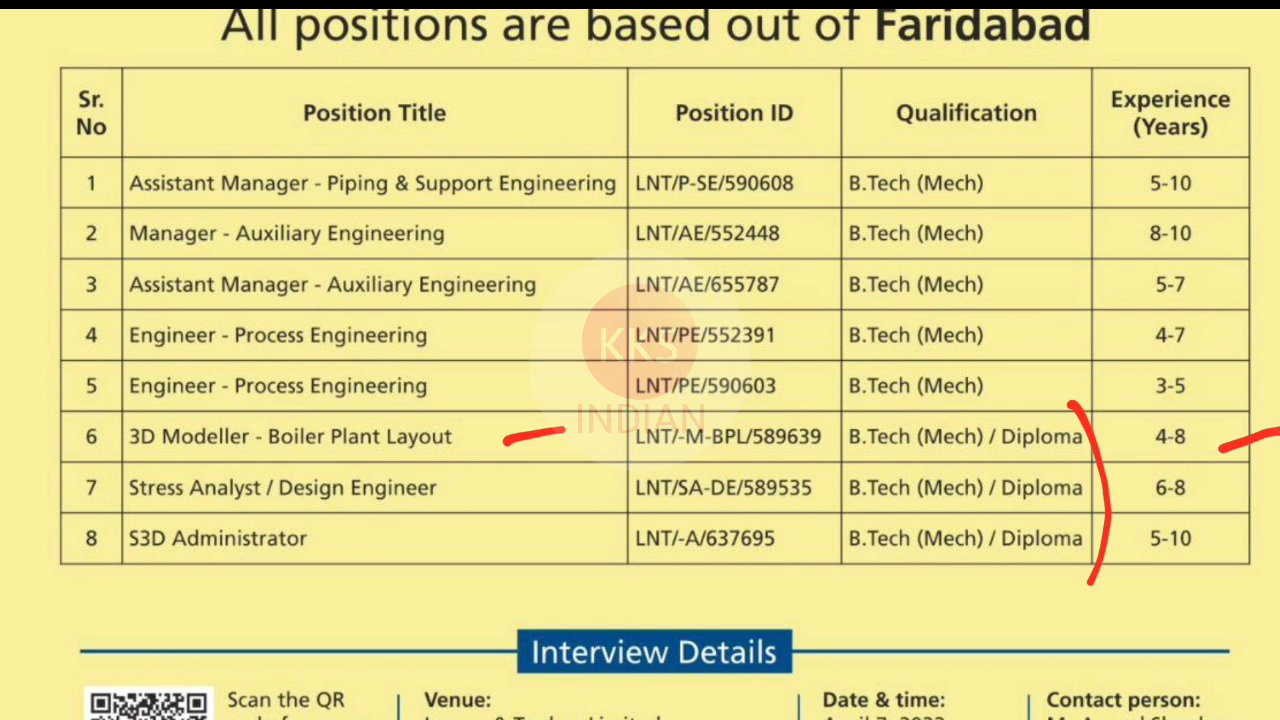 All positions are based out of Faridabad
Sr. No Position Title Position ID Qualification Experience (Years)
1 Assistant Manager - Piping & Support Engineering LNT/P-SE/590608 B.Tech (Mech) 5-10
2 Manager - Auxiliary Engineering LNT/AE/552448 B.Tech (Mech) 8-10
3 Assistant Manager - Auxiliary Engineering LNT/AE/655787 B.Tech (Mech) 5-7
4 Engineer - Process Engineering LNT/PE/552391 B.Tech (Mech) 4-7
5 Engineer - Process Engineering LNT/PE/590603 B.Tech (Mech) 3-5
6 3D Modeller - Boiler Plant Layout LNT/-M-BPL/589639 B.Tech (Mech) / Diploma 4-8
7 Stress Analyst / Design Engineer LNT/SA-DE/589535 B.Tech (Mech) / Diploma 6-8
8 S3D Administrator LNT/-A/637695 B.Tech (Mech) / Diploma 5-10
KKS
INDIAN
Interview Details
Scan the QR
Venue:
Date & time:
Contact person: